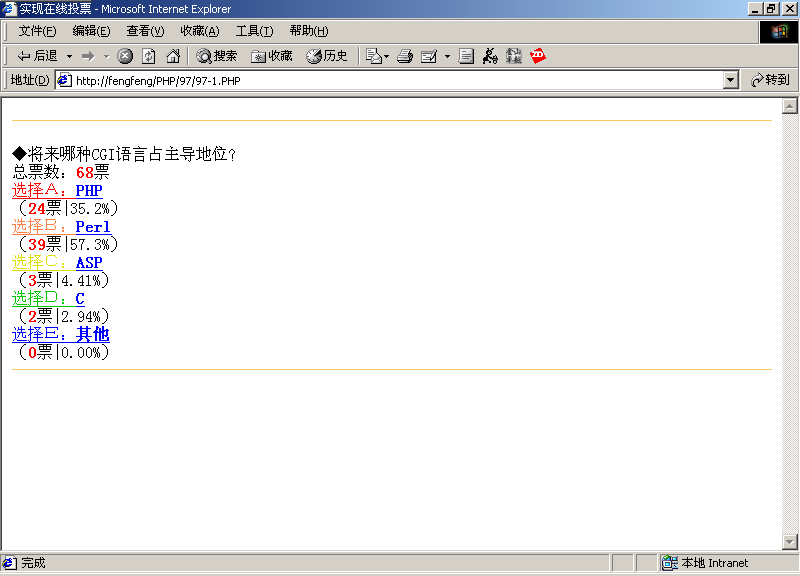 实现在线投票 - Microsoft Internet Explorer
文件(F) 编辑(E) 查看(V) 收藏(A) 工具(T) 帮助(H)
后退 搜索 收藏 历史
地址(D) http://fengfeng/PHP/97/97-1.PHP 转到
◆将来哪种CGI语言占主导地位?
总票数：68票
选择A：PHP
（24票|35.2%）
选择B：Perl
（39票|57.3%）
选择C：ASP
（3票|4.41%）
选择D：C
（2票|2.94%）
选择E：其他
（0票|0.00%）
完成 本地 Intranet